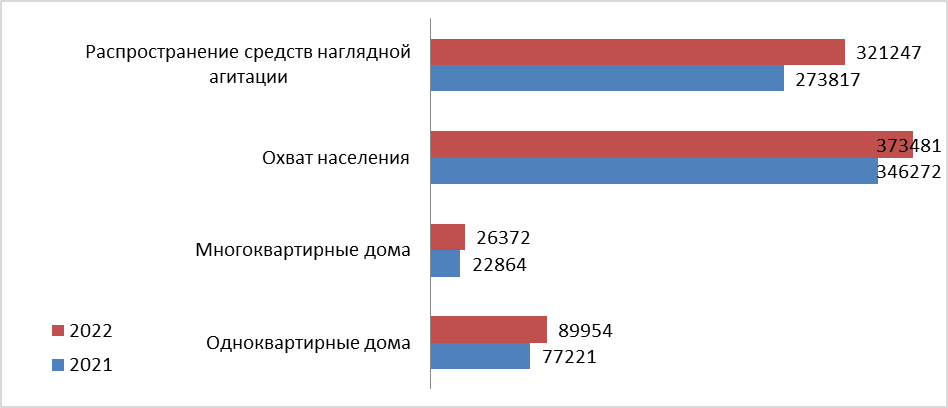 Распространение средств наглядной
агитации
321247
273817
Охват населения
373481
346272
Многоквартирные дома
26372
22864
Одноквартирные дома
89954
77221
2022
2021